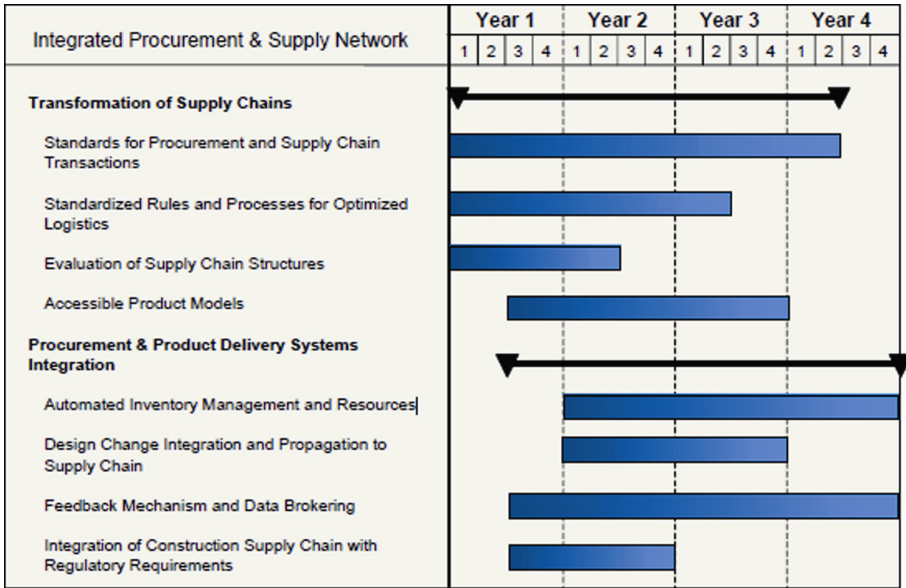 Integrated Procurement & Supply Network
Year 1 Year 2 Year 3 Year 4
1 2 3 4 1 2 3 4 1 2 3 4 1 2 3 4
Transformation of Supply Chains
Standards for Procurement and Supply Chain
Transactions
Standardized Rules and Processes for Optimized
Logistics
Evaluation of Supply Chain Structures
Accessible Product Models
Procurement & Product Delivery Systems
Integration
Automated Inventory Management and Resources
Design Change Integration and Propagation to
Supply Chain
Feedback Mechanism and Data Brokering
Integration of Construction Supply Chain with
Regulatory Requirements